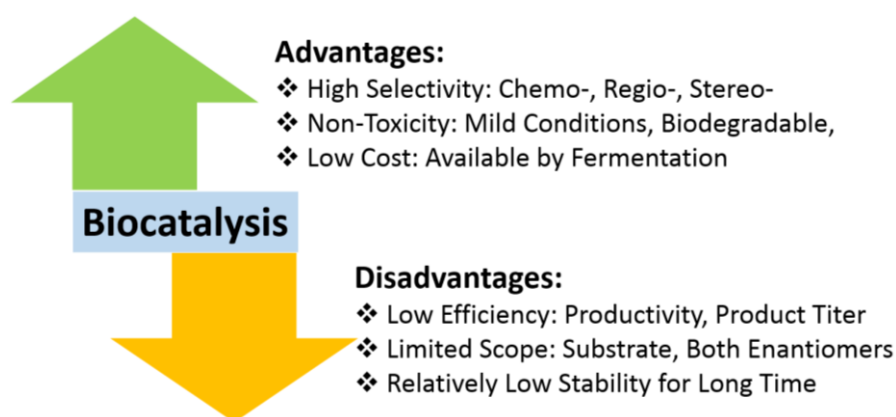 Advantages:
❖ High Selectivity: Chemo-, Regio-, Stereo-
❖ Non-Toxicity: Mild Conditions, Biodegradable,
❖ Low Cost: Available by Fermentation
Biocatalysis
Disadvantages:
❖ Low Efficiency: Productivity, Product Titer
❖ Limited Scope: Substrate, Both Enantiomers
❖ Relatively Low Stability for Long Time